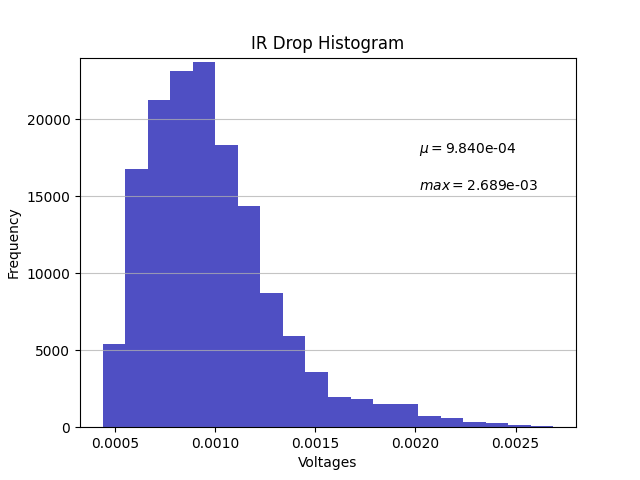 IR Drop Histogram
20000
15000
10000
5000
0
Frequency
μ = 9.840e-04
max = 2.689e-03
0.0005 0.0010 0.0015 0.0020 0.0025
Voltages